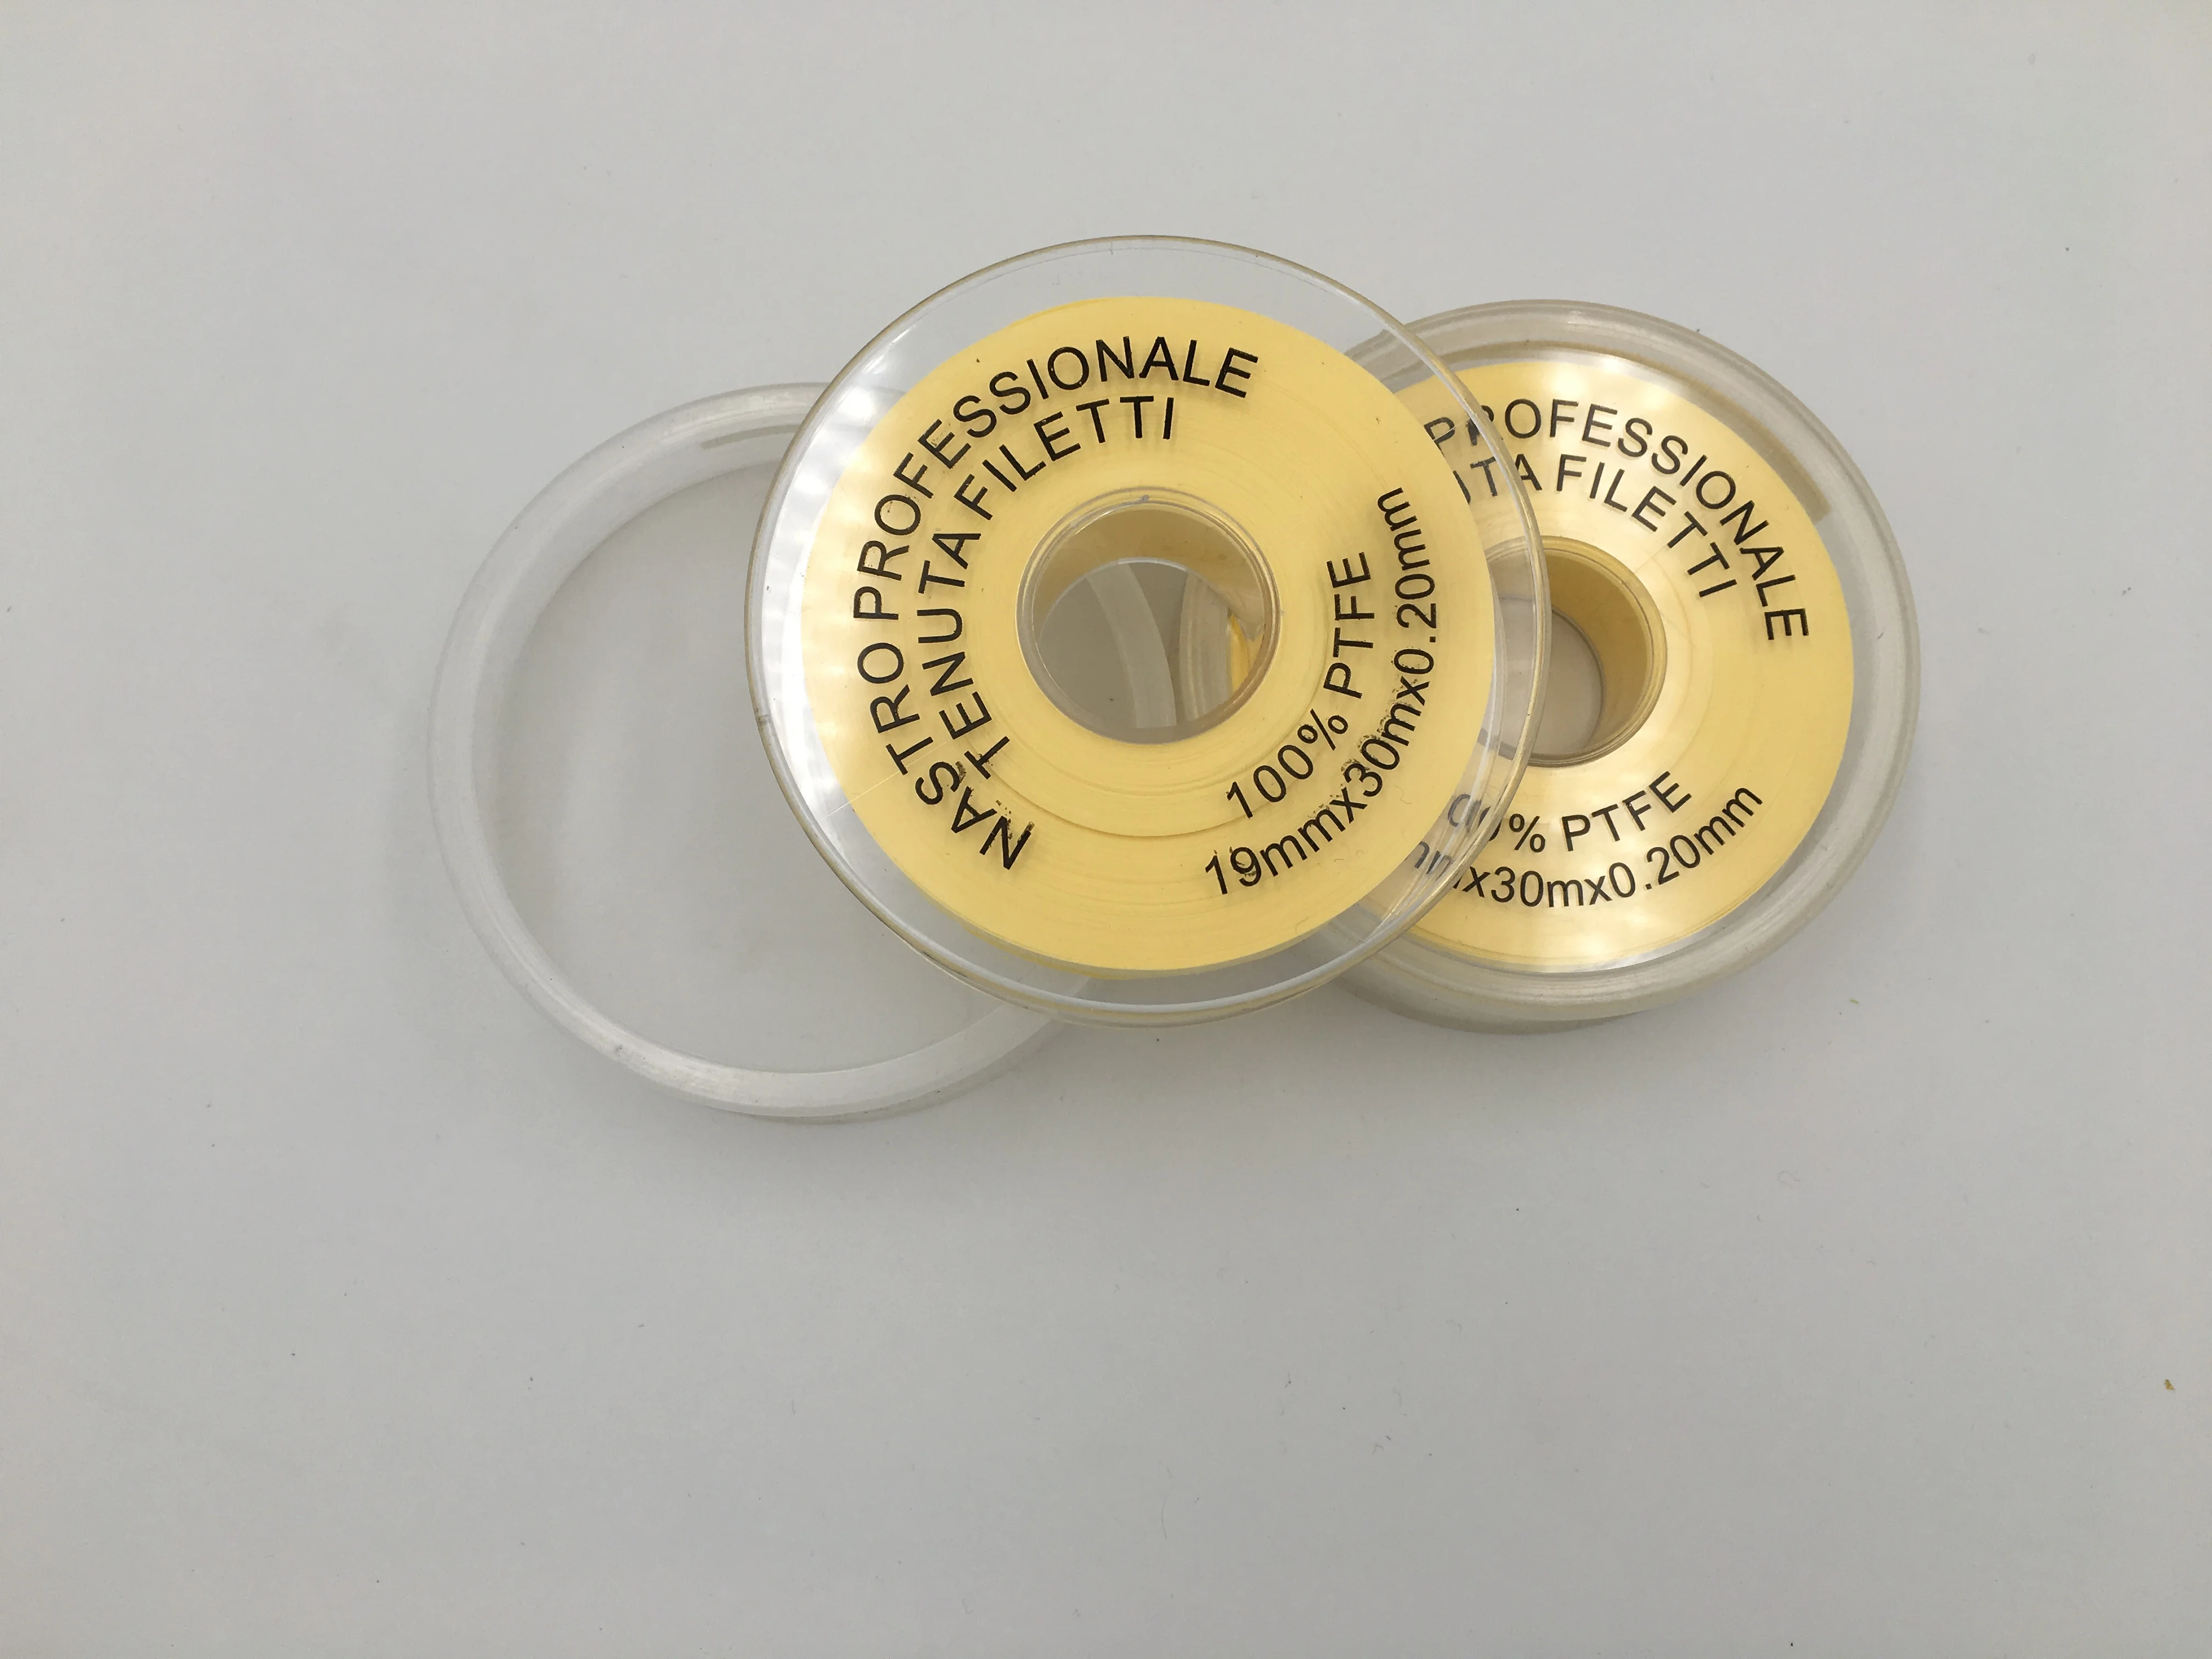 NASTRO PROFESSIONALE
TENUTA FILETTI
100% PTFE
19mmx30mx0.20mm
PROFESSIONALE
FILETTI
% PTFE
x30mx0.20mm